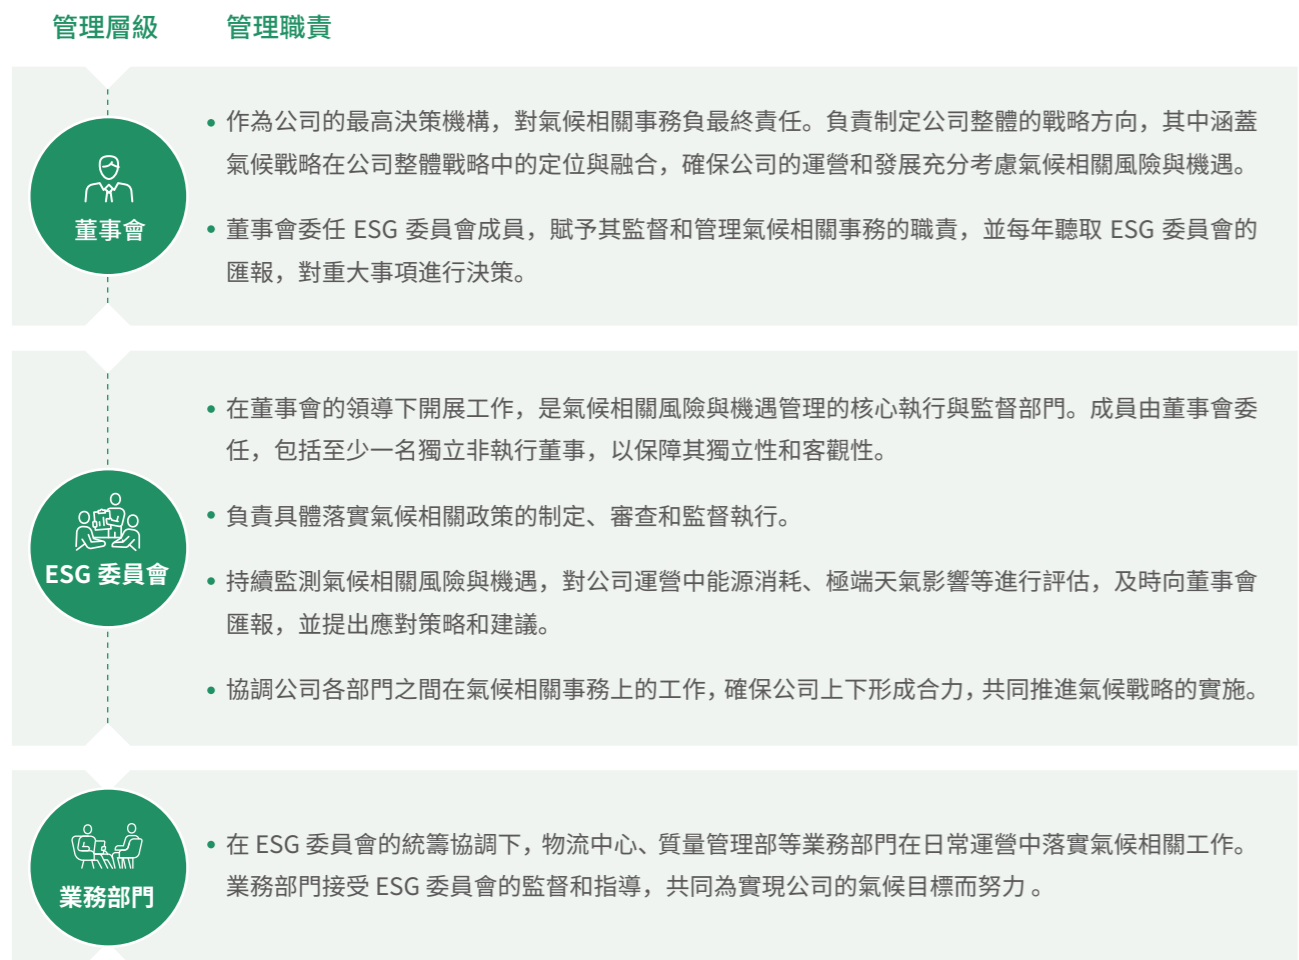 管理層級 管理職責
作為公司的最高決策機構，對氣候相關事務負最終責任。負責制定公司整體的戰略方向，其中涵蓋
氣候戰略在公司整體戰略中的定位與融合，確保公司的運營和發展充分考慮氣候相關風險與機遇。
董事會
董事會委任 ESG 委員會成員，賦予其監督和管理氣候相關事務的職責，並每年聽取 ESG 委員會的
匯報，對重大事項進行決策。
在董事會的領導下開展工作，是氣候相關風險與機遇管理的核心執行與監督部門。成員由董事會委
任，包括至少一名獨立非執行董事，以保障其獨立性和客觀性。
負責具體落實氣候相關政策的制定、審查和監督執行。
ESG 委員會
持續監測氣候相關風險與機遇，對公司運營中能源消耗、極端天氣影響等進行評估，及時向董事會
匯報，並提出應對策略和建議。
協調公司各部門之間在氣候相關事務上的工作，確保公司上下形成合力，共同推進氣候戰略的實施。
在 ESG 委員會的統籌協調下，物流中心、質量管理部等業務部門在日常運營中落實氣候相關工作。
業務部門接受 ESG 委員會的監督和指導，共同為實現公司的氣候目標而努力 。
業務部門